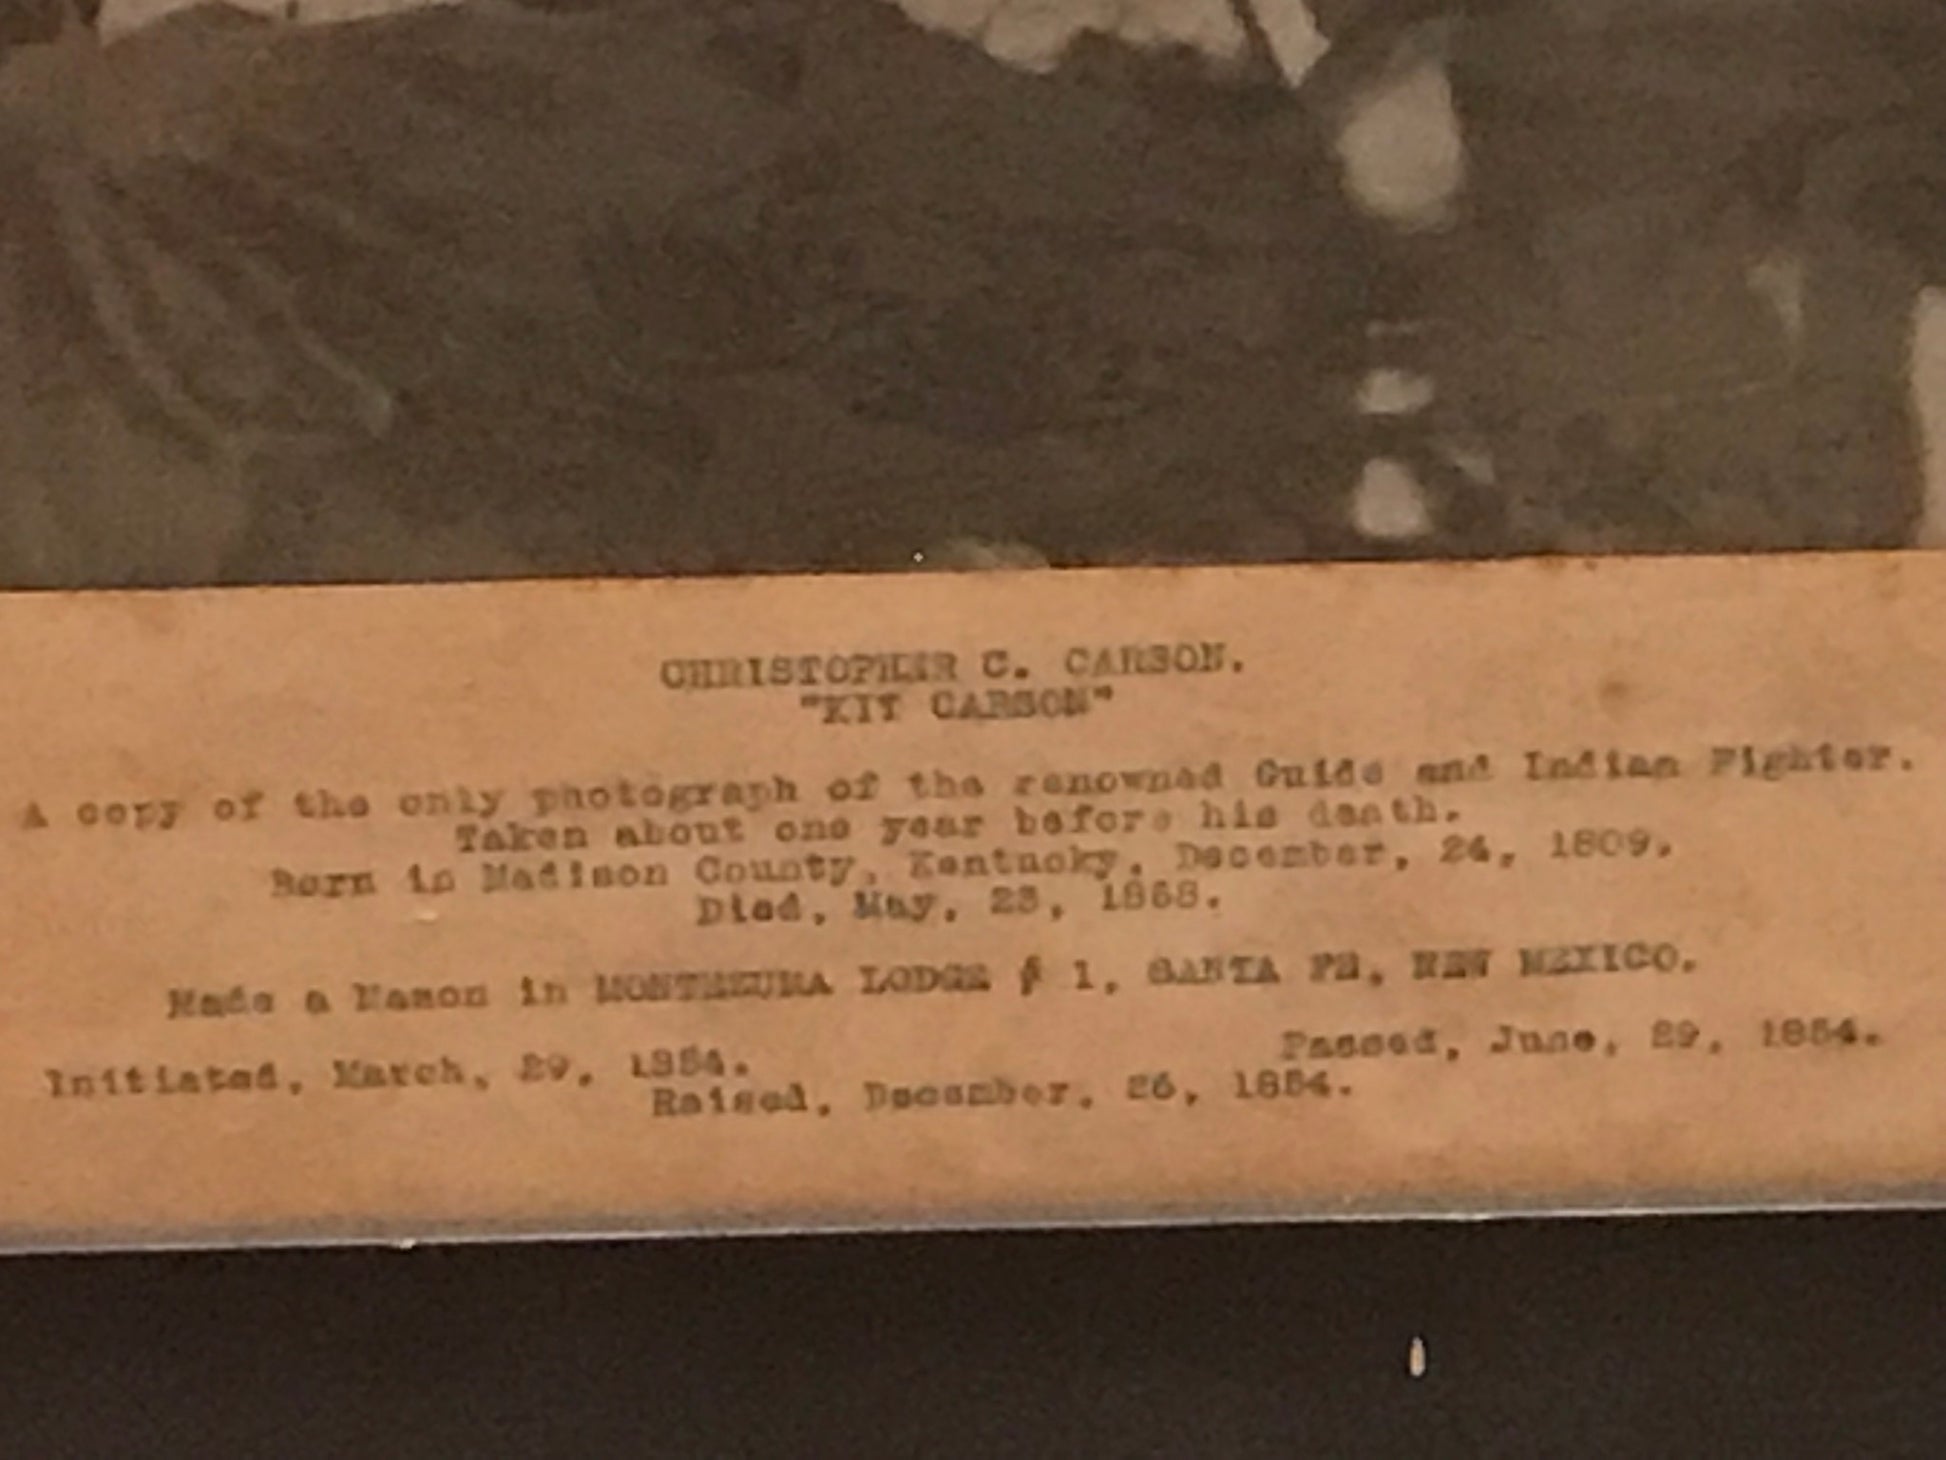 CHRISTOPHER C. CARSON.
"KIT CARSON"
A copy of the only photograph of the renowned Guide and Indian Fighter.
Taken about one year before his death.
Born in Madison County, Kentucky, December, 24, 1809.
Died, May, 23, 1868.
Made a Mason in MONTEZUMA LODGE # 1, SANTA FE, NEW MEXICO.
Initiated, March, 29, 1854. Passed, June, 29, 1854.
Raised, December, 26, 1854.